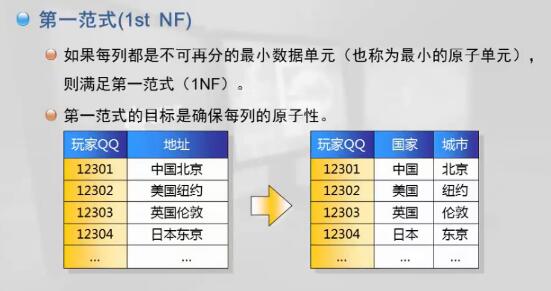 第一范式(1st NF)
如果每列都是不可再分的最小数据单元（也称为最小的原子单元），
则满足第一范式（1NF）。
第一范式的目标是确保每列的原子性。
玩家QQ 地址
12301 中国北京
12302 美国纽约
12303 英国伦敦
12304 日本东京
... ...
玩家QQ 国家 城市
12301 中国 北京
12302 美国 纽约
12303 英国 伦敦
12304 日本 东京
... ... ...